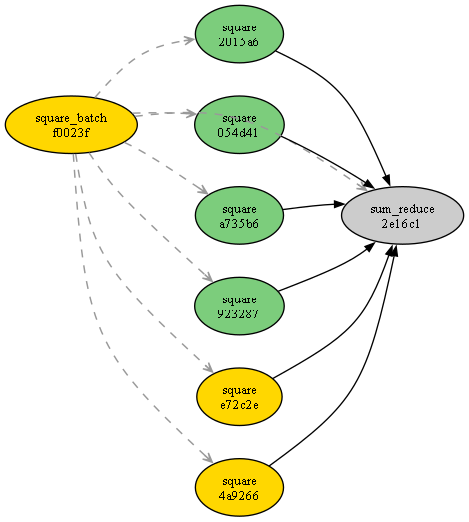 square
2015a6
square_batch
f0023f
square
054d41
square
a735b6
sum_reduce
2e16c1
square
923287
square
e72c2e
square
4a9266